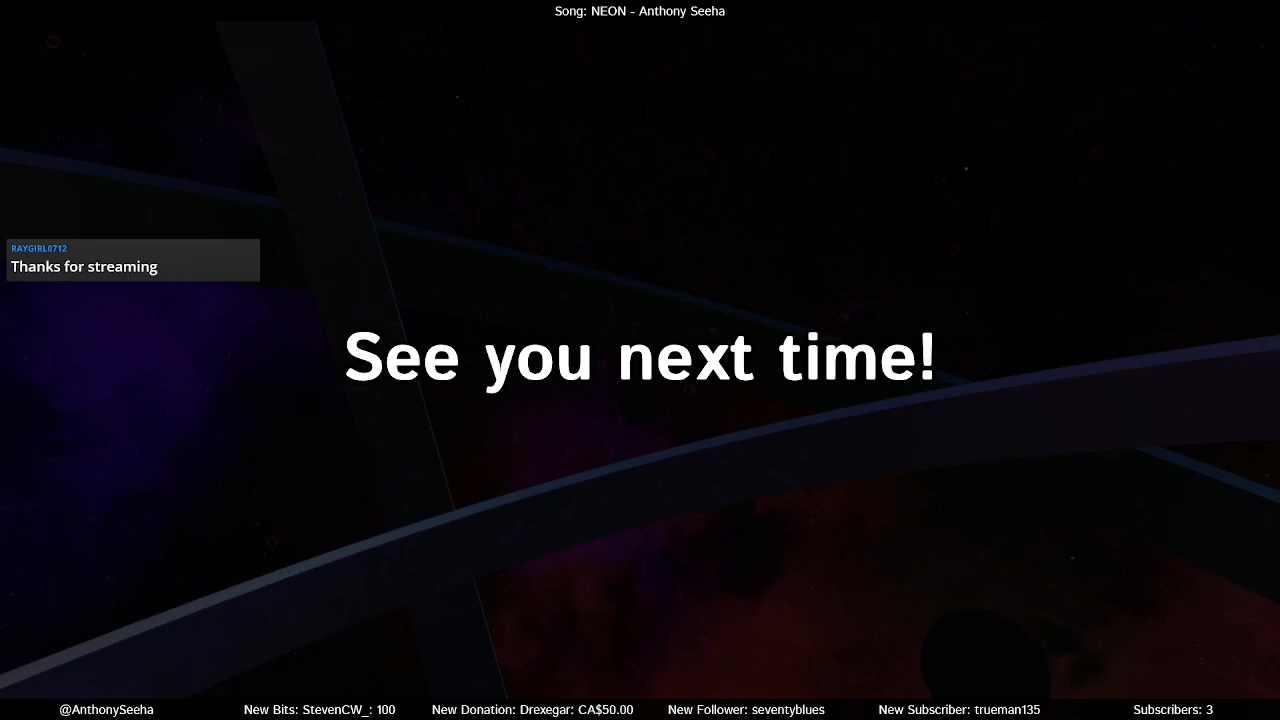 Song: NEON - Anthony Seeha
RAYGIRL0712
Thanks for streaming
See you next time!
@AnthonySeeha New Bits: StevenCW_: 100 New Donation: Drexegar: CA$50.00 New Follower: seventyblues New Subscriber: trueman135 Subscribers: 3